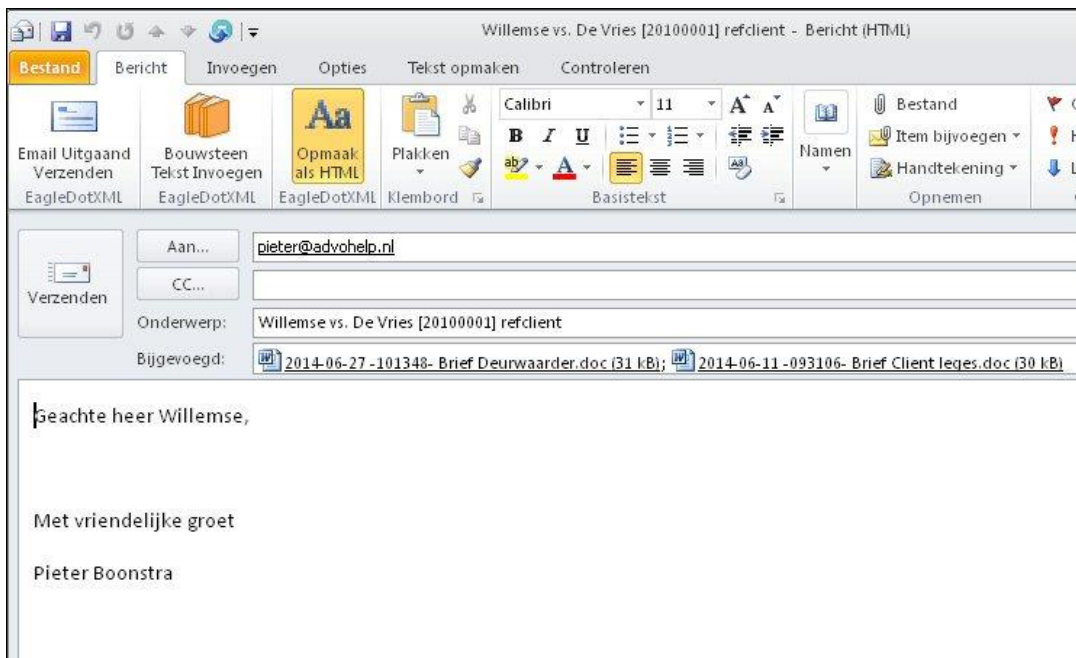 Willemse vs. De Vries [20100001] refclient - Bericht (HTML)
Bestand Bericht Invoegen Opties Tekst opmaken Controleren
Email Uitgaand Verzenden
EagleDotXML
Bouwsteen Tekst Invoegen
EagleDotXML
Aa
Opmaak als HTML
EagleDotXML
Plakken
Klembord
Calibri 11 A A
B I U
ab A Aa
Basistekst
Namen
Bestand
Item bijvoegen
Handtekening
Opnemen
Verzenden
Aan... pieter@advohelp.nl
CC...
Onderwerp: Willemse vs. De Vries [20100001] refclient
Bijgevoegd: 2014-06-27 -101348- Brief Deurwaarder.doc (31 kB); 2014-06-11 -093106- Brief Client leges.doc (30 kB)
Geachte heer Willemse,
Met vriendelijke groet
Pieter Boonstra